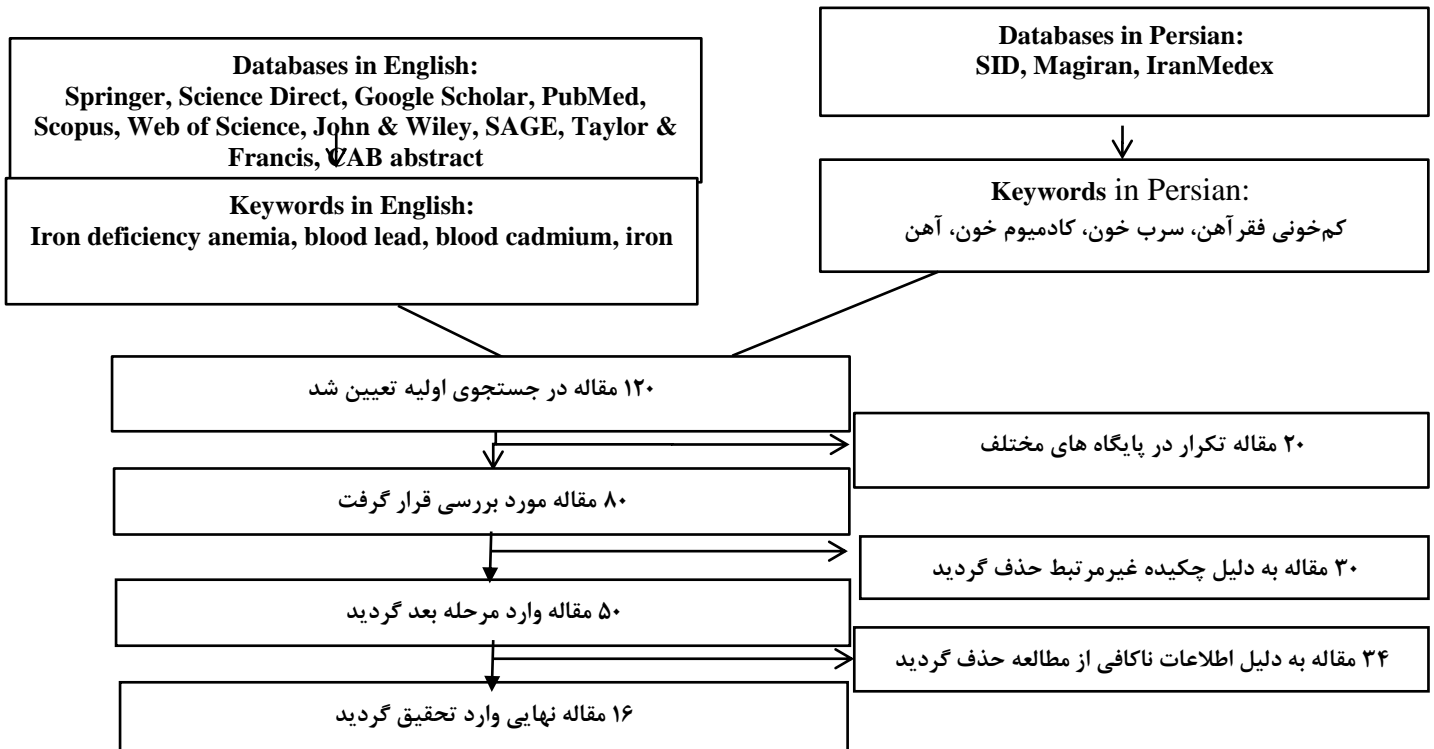 Databases in English:
Springer, Science Direct, Google Scholar, PubMed,
Scopus, Web of Science, John & Wiley, SAGE, Taylor &
Francis, CAB abstract
Databases in Persian:
SID, Magiran, IranMedex
Keywords in English:
Iron deficiency anemia, blood lead, blood cadmium, iron
Keywords in Persian:
کم‌خونی فقرآهن، سرب خون، کادمیوم خون، آهن
۱۲۰ مقاله در جستجوی اولیه تعیین شد
۲۰ مقاله تکرار در پایگاه های مختلف
۸۰ مقاله مورد بررسی قرار گرفت
۳۰ مقاله به دلیل چکیده غیرمرتبط حذف گردید
۵۰ مقاله وارد مرحله بعد گردید
۳۴ مقاله به دلیل اطلاعات ناکافی از مطالعه حذف گردید
۱۶ مقاله نهایی وارد تحقیق گردید